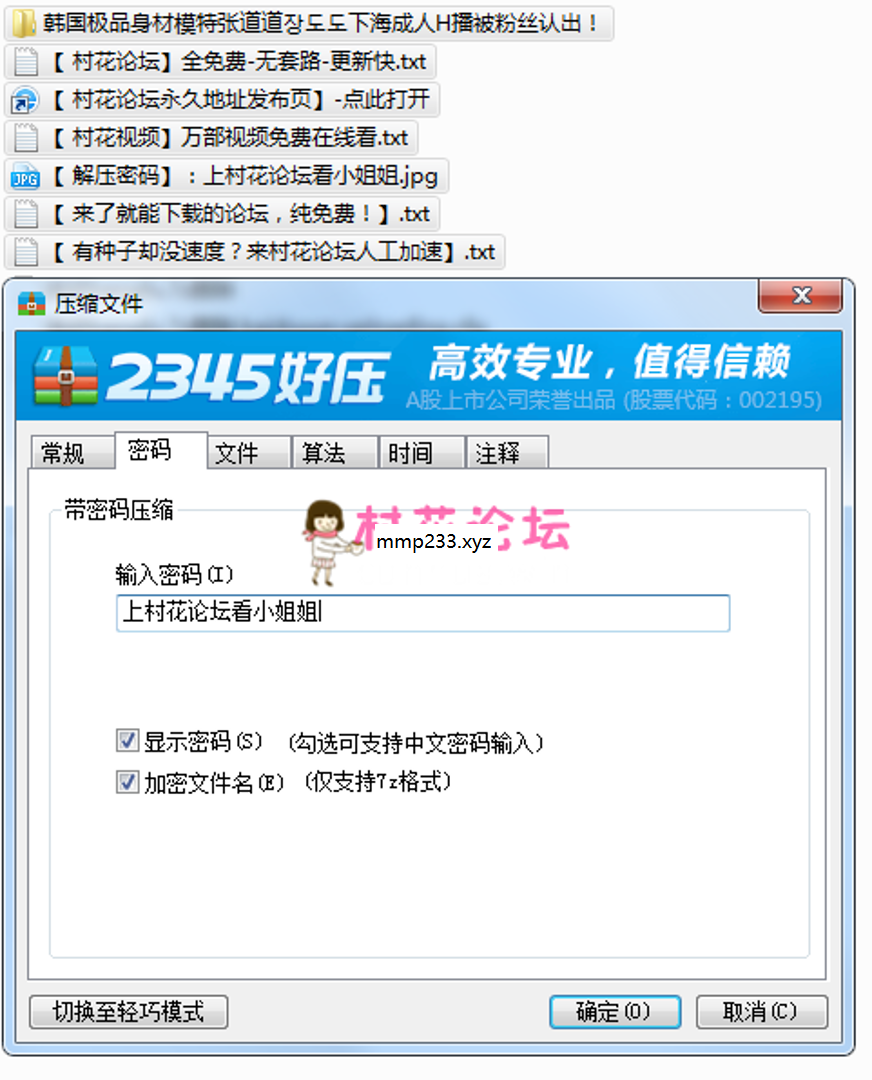 韩国极品身材模特张道道장도도下海成人H播被粉丝认出！
【 村花论坛】全免费-无套路-更新快.txt
【 村花论坛永久地址发布页】-点此打开
【 村花视频】万部视频免费在线看.txt
JPG
【 解压密码】：上村花论坛看小姐姐.jpg
【 来了就能下载的论坛，纯免费！】.txt
【 有种子却没速度？来村花论坛人工加速】.txt
压缩文件
2345好压
高效专业，值得信赖
A股上市公司荣誉出品 (股票代码：002195)
常规 密码 文件 算法 时间 注释
带密码压缩
村花论坛
mmp233.xyz
输入密码(I)
上村花论坛看小姐姐
显示密码(S) (勾选可支持中文密码输入)
加密文件名(E) (仅支持7z格式)
切换至轻巧模式 确定(O) 取消(C)